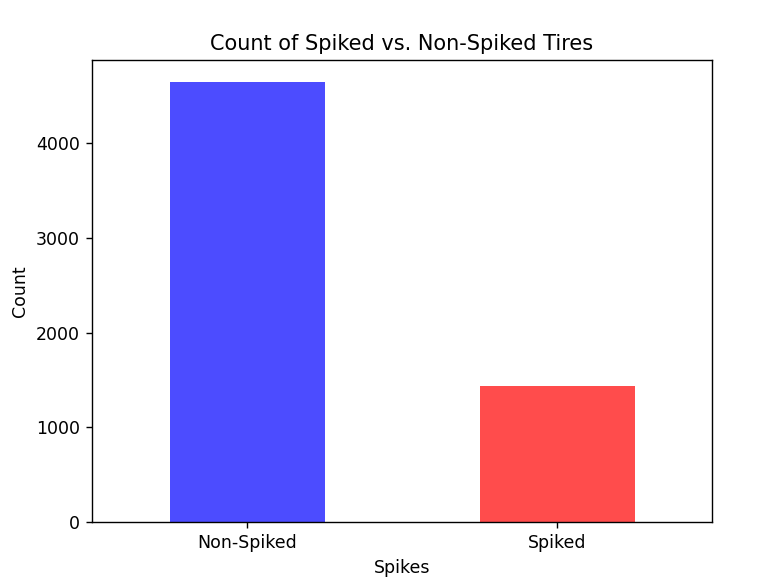 Count of Spiked vs. Non-Spiked Tires
Count
4000
3000
2000
1000
0
Non-Spiked
Spiked
Spikes